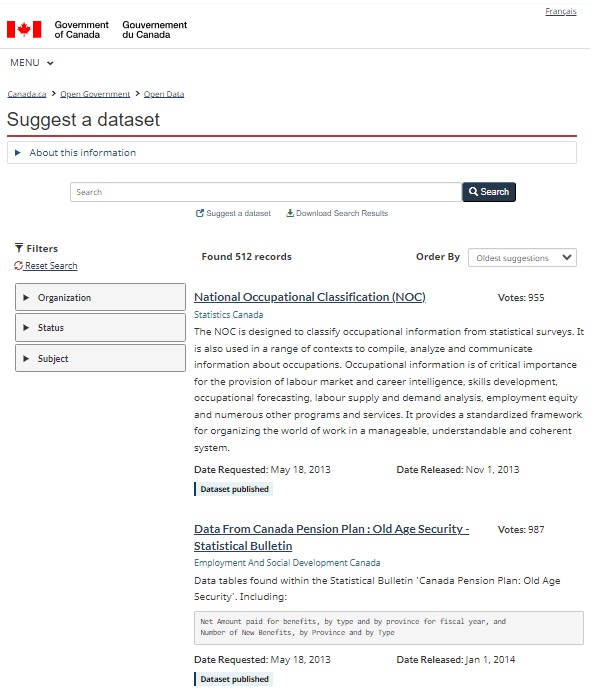 Français
Government of Canada
Gouvernement du Canada
MENU
Canada.ca > Open Government > Open Data
Suggest a dataset
About this information
Search
Search
Suggest a dataset
Download Search Results
Filters
Reset Search
Organization
Status
Subject
Found 512 records
Order By
Oldest suggestions
National Occupational Classification (NOC)
Votes: 955
Statistics Canada
The NOC is designed to classify occupational information from statistical surveys. It
is also used in a range of contexts to compile, analyze and communicate
information about occupations. Occupational information is of critical importance
for the provision of labour market and career intelligence, skills development,
occupational forecasting, labour supply and demand analysis, employment equity
and numerous other programs and services. It provides a standardized framework
for organizing the world of work in a manageable, understandable and coherent
system.
Date Requested: May 18, 2013
Date Released: Nov 1, 2013
Dataset published
Data From Canada Pension Plan : Old Age Security -
Statistical Bulletin
Votes: 987
Employment And Social Development Canada
Data tables found within the Statistical Bulletin 'Canada Pension Plan: Old Age
Security'. Including:
Net Amount paid for benefits, by type and by province for fiscal year, and
Number of New Benefits, by Province and by Type
Date Requested: May 18, 2013
Date Released: Jan 1, 2014
Dataset published